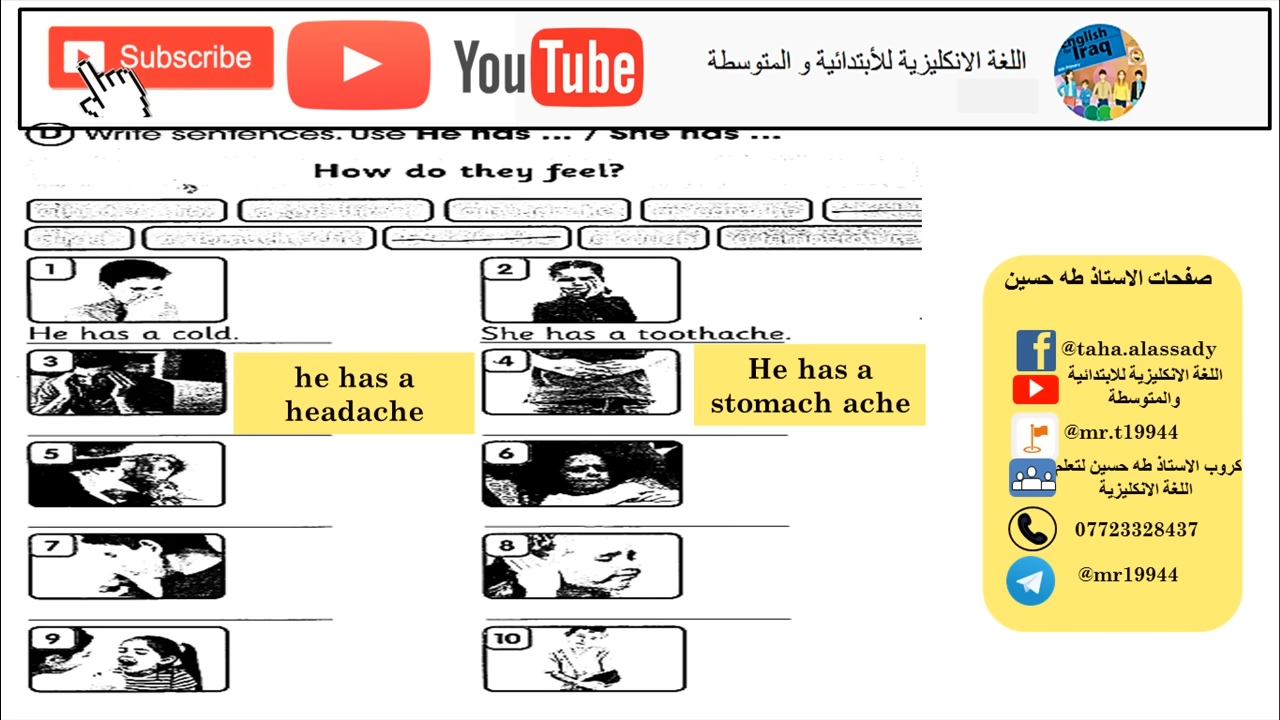 Subscribe
YouTube
اللغة الانكليزية للأبتدائية و المتوسطة
English
Iraq
D Write sentences. Use He has ... / She has ...
How do they feel?
1
2
He has a cold.
She has a toothache.
3
he has a
headache
4
He has a
stomach ache
5
6
7
8
9
10
صفحات الاستاذ طه حسين
@taha.alassady
اللغة الانكليزية للابتدائية
والمتوسطة
@mr.t19944
كروب الاستاذ طه حسين لتعلم
اللغة الانكليزية
07723328437
@mr19944